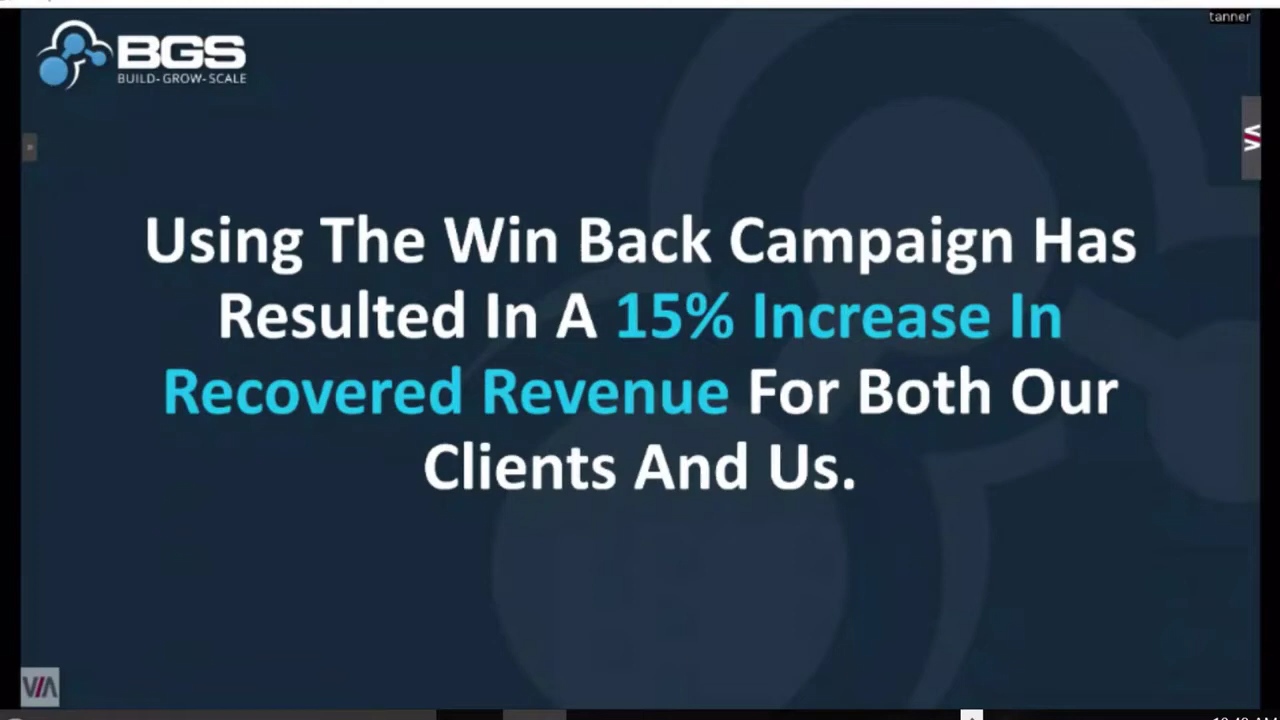 tanner
BGS
BUILD-GROW-SCALE
Using The Win Back Campaign Has
Resulted In A 15% Increase In
Recovered Revenue For Both Our
Clients And Us.
VIA